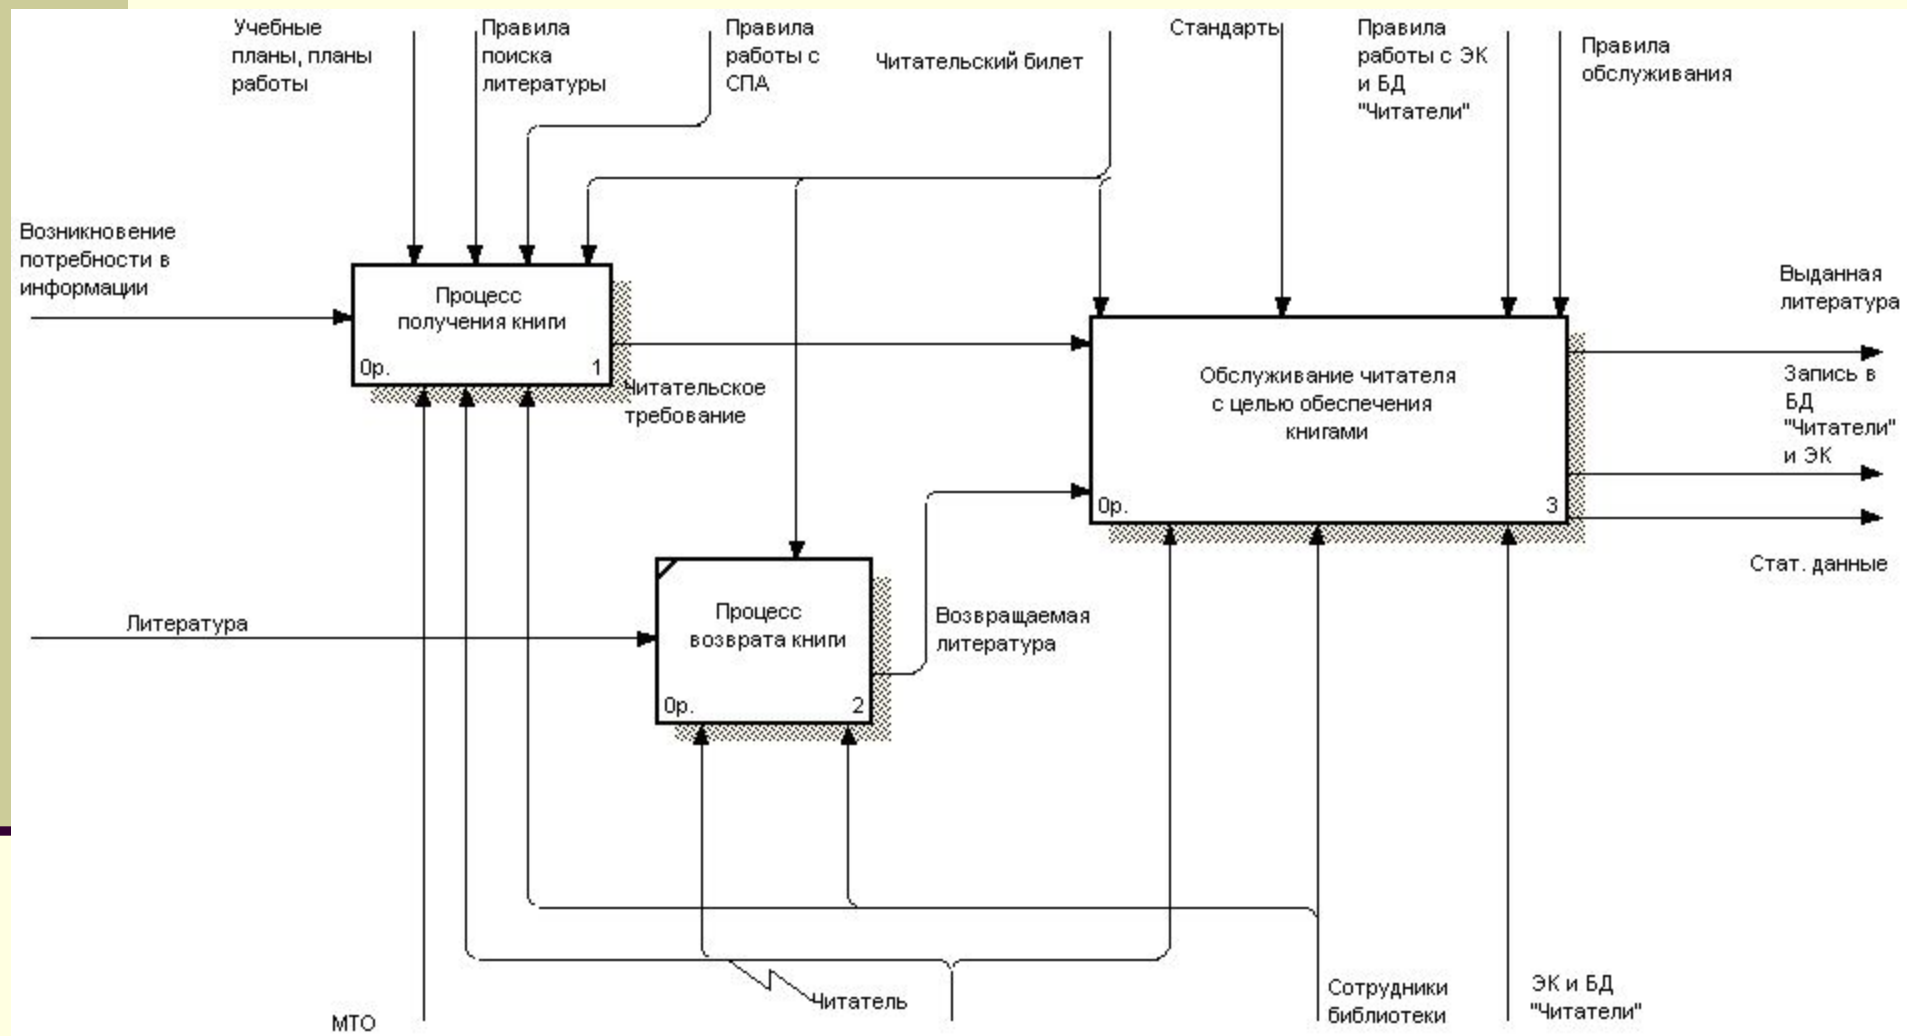 Учебные
планы, планы
работы
Правила
поиска
литературы
Правила
работы с
СПА
Читательский билет
Стандарты
Правила
работы с ЭК
и БД
"Читатели"
Правила
обслуживания
Возникновение
потребности в
информации
Процесс
получения книги
0р.
1
Читательское
требование
Обслуживание читателя
с целью обеспечения
книгами
0р.
3
Выданная
литература
Запись в
БД
"Читатели"
и ЭК
Стат. данные
Литература
Процесс
возврата книги
0р.
2
Возвращаемая
литература
МТО
Читатель
Сотрудники
библиотеки
ЭК и БД
"Читатели"